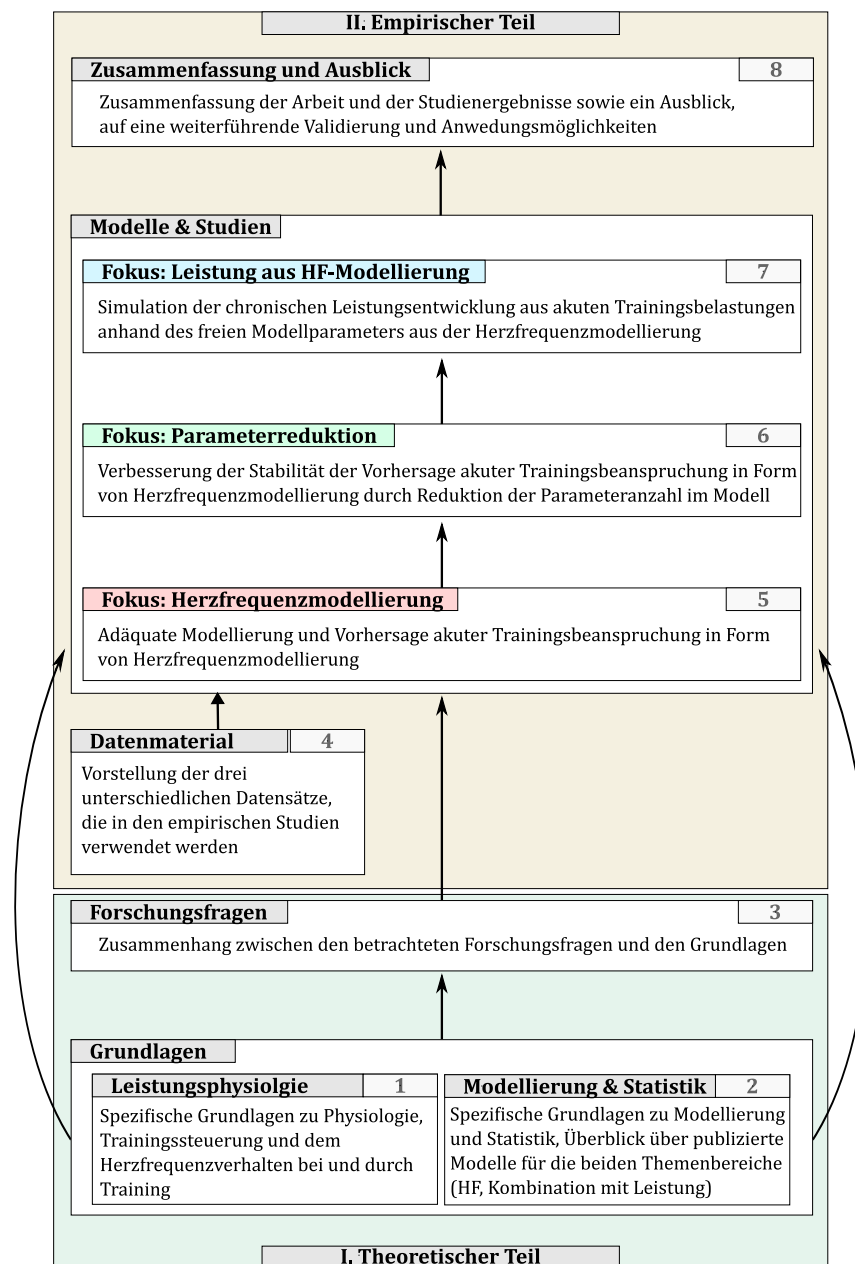 II. Empirischer Teil
Zusammenfassung und Ausblick
8
Zusammenfassung der Arbeit und der Studienergebnisse sowie ein Ausblick,
auf eine weiterführende Validierung und Anwedungsmöglichkeiten
Modelle & Studien
Fokus: Leistung aus HF-Modellierung
7
Simulation der chronischen Leistungsentwicklung aus akuten Trainingsbelastungen
anhand des freien Modellparameters aus der Herzfrequenzmodellierung
Fokus: Parameterreduktion
6
Verbesserung der Stabilität der Vorhersage akuter Trainingsbeanspruchung in Form
von Herzfrequenzmodellierung durch Reduktion der Parameteranzahl im Modell
Fokus: Herzfrequenzmodellierung
5
Adäquate Modellierung und Vorhersage akuter Trainingsbeanspruchung in Form
von Herzfrequenzmodellierung
Datenmaterial
4
Vorstellung der drei
unterschiedlichen Datensätze,
die in den empirischen Studien
verwendet werden
Forschungsfragen
3
Zusammenhang zwischen den betrachteten Forschungsfragen und den Grundlagen
Grundlagen
Leistungsphysiolgie
1
Spezifische Grundlagen zu Physiologie,
Trainingssteuerung und dem
Herzfrequenzverhalten bei und durch
Training
Modellierung & Statistik
2
Spezifische Grundlagen zu Modellierung
und Statistik, Überblick über publizierte
Modelle für die beiden Themenbereiche
(HF, Kombination mit Leistung)
I. Theoretischer Teil